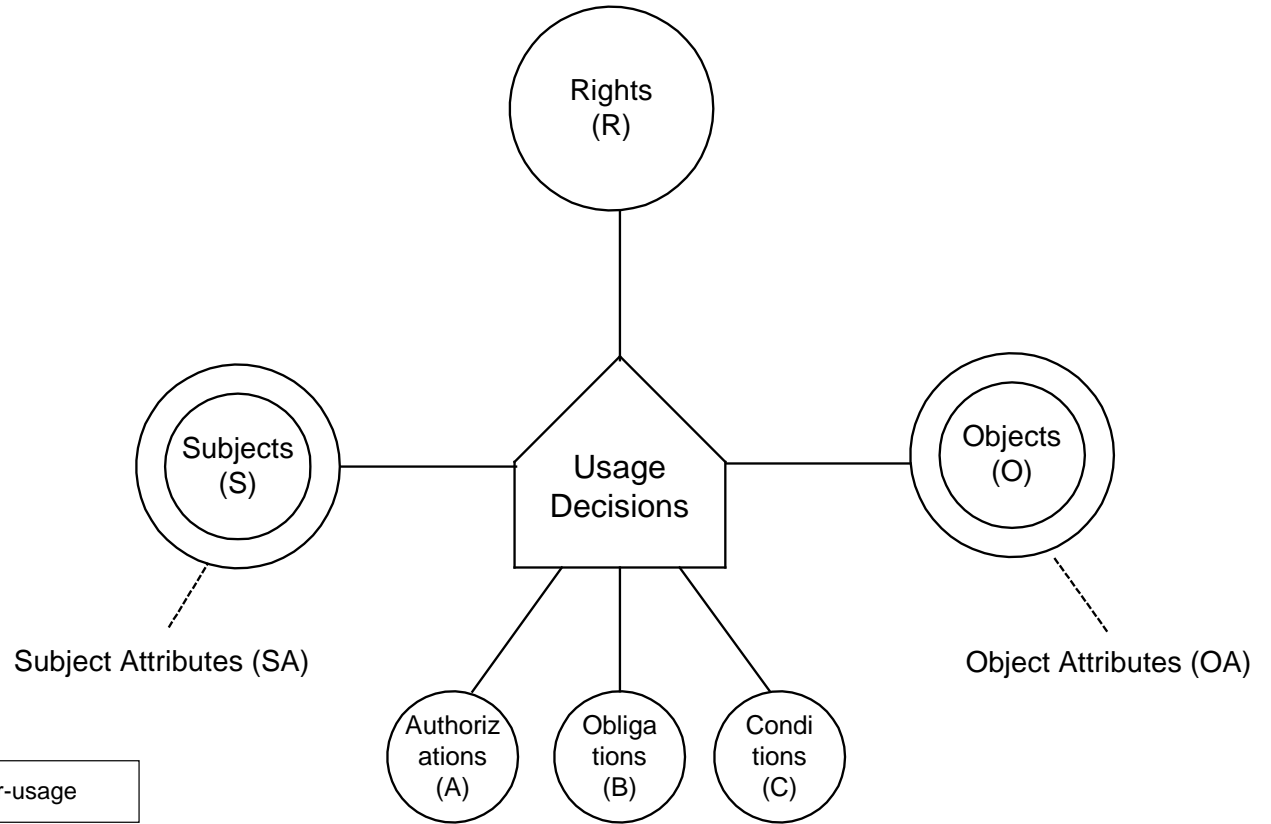 Rights
(R)
Subjects
(S)
Objects
(O)
Usage
Decisions
Subject Attributes (SA)
Object Attributes (OA)
Authoriz
ations
(A)
Obliga
tions
(B)
Condi
tions
(C)
-usage